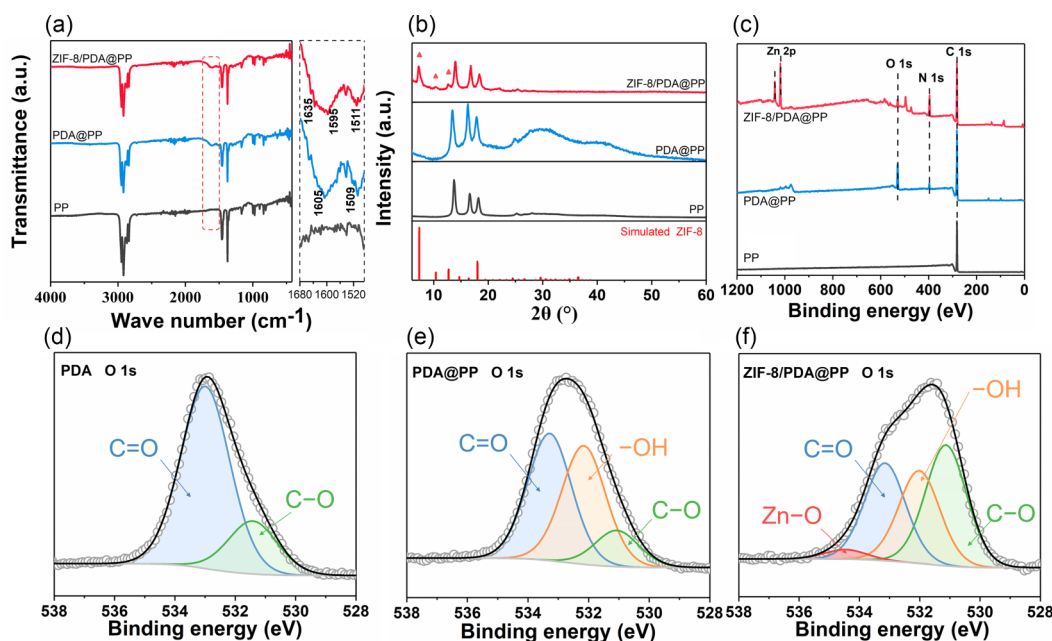 (a)
ZIF-8/PDA@PP
PDA@PP
PP
Transmittance (a.u.)
4000 3000 2000 1000
Wave number (cm-1)
1635
1595
1511
1605
1509
1680 1600 1520
(b)
ZIF-8/PDA@PP
PDA@PP
PP
Simulated ZIF-8
Intensity (a.u.)
10 20 30 40 50 60
2θ (°)
(c)
Zn 2p
O 1s
N 1s
C 1s
ZIF-8/PDA@PP
PDA@PP
PP
Intensity (a.u.)
1200 1000 800 600 400 200 0
Binding energy (eV)
(d)
PDA O 1s
C=O
C−O
538 536 534 532 530 528
Binding energy (eV)
(e)
PDA@PP O 1s
C=O
−OH
C−O
538 536 534 532 530 528
Binding energy (eV)
(f)
ZIF-8/PDA@PP O 1s
−OH
C=O
Zn−O
C−O
538 536 534 532 530 528
Binding energy (eV)